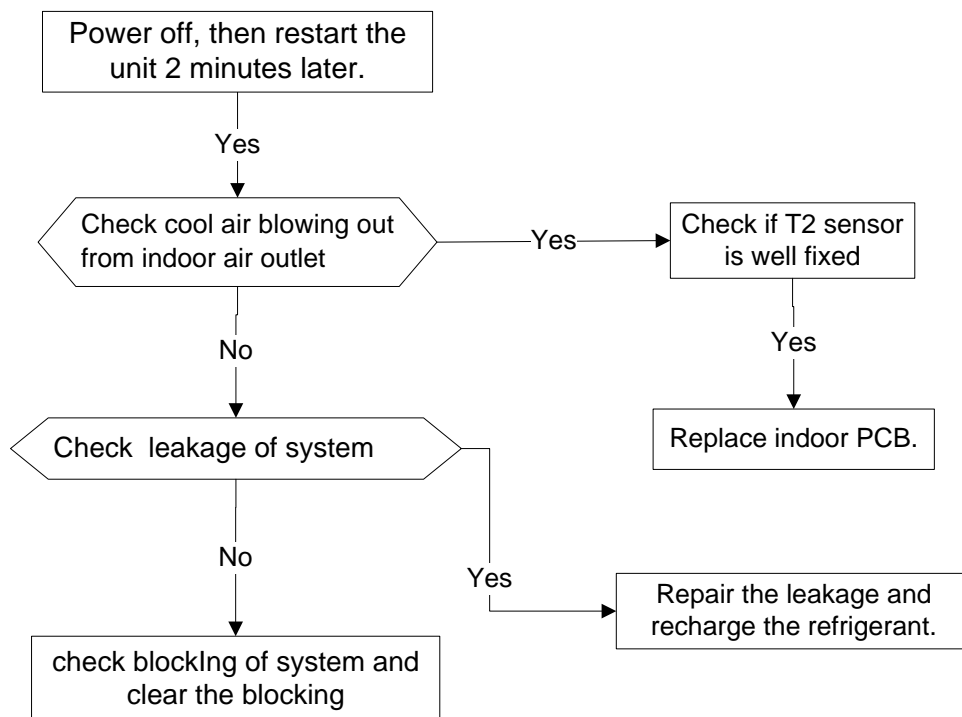 Power off, then restart the
unit 2 minutes later.
Yes
Check cool air blowing out
from indoor air outlet
Yes
Check if T2 sensor
is well fixed
No
Yes
Check leakage of system
Replace indoor PCB.
No
Yes
Repair the leakage and
recharge the refrigerant.
check blockIng of system and
clear the blocking